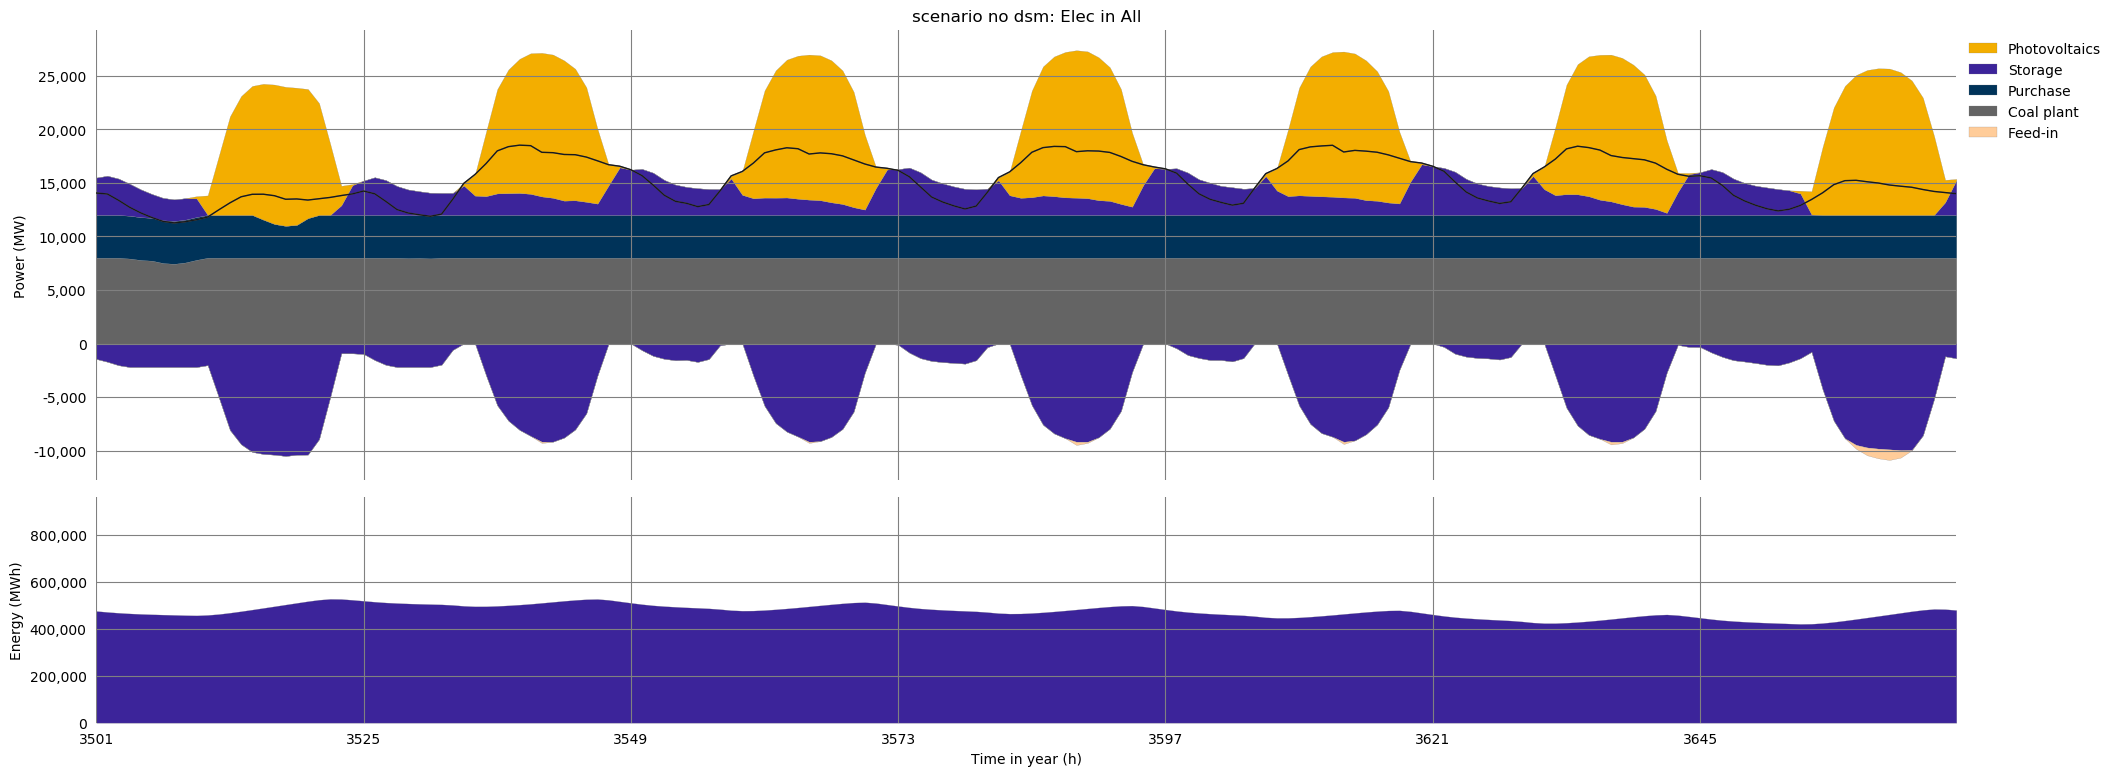 scenario no dsm: Elec in All
Power (MW)
25,000
20,000
15,000
10,000
5,000
0
-5,000
-10,000
Photovoltaics
Storage
Purchase
Coal plant
Feed-in
Energy (MWh)
800,000
600,000
400,000
200,000
0
3501 3525 3549 3573 3597 3621 3645
Time in year (h)